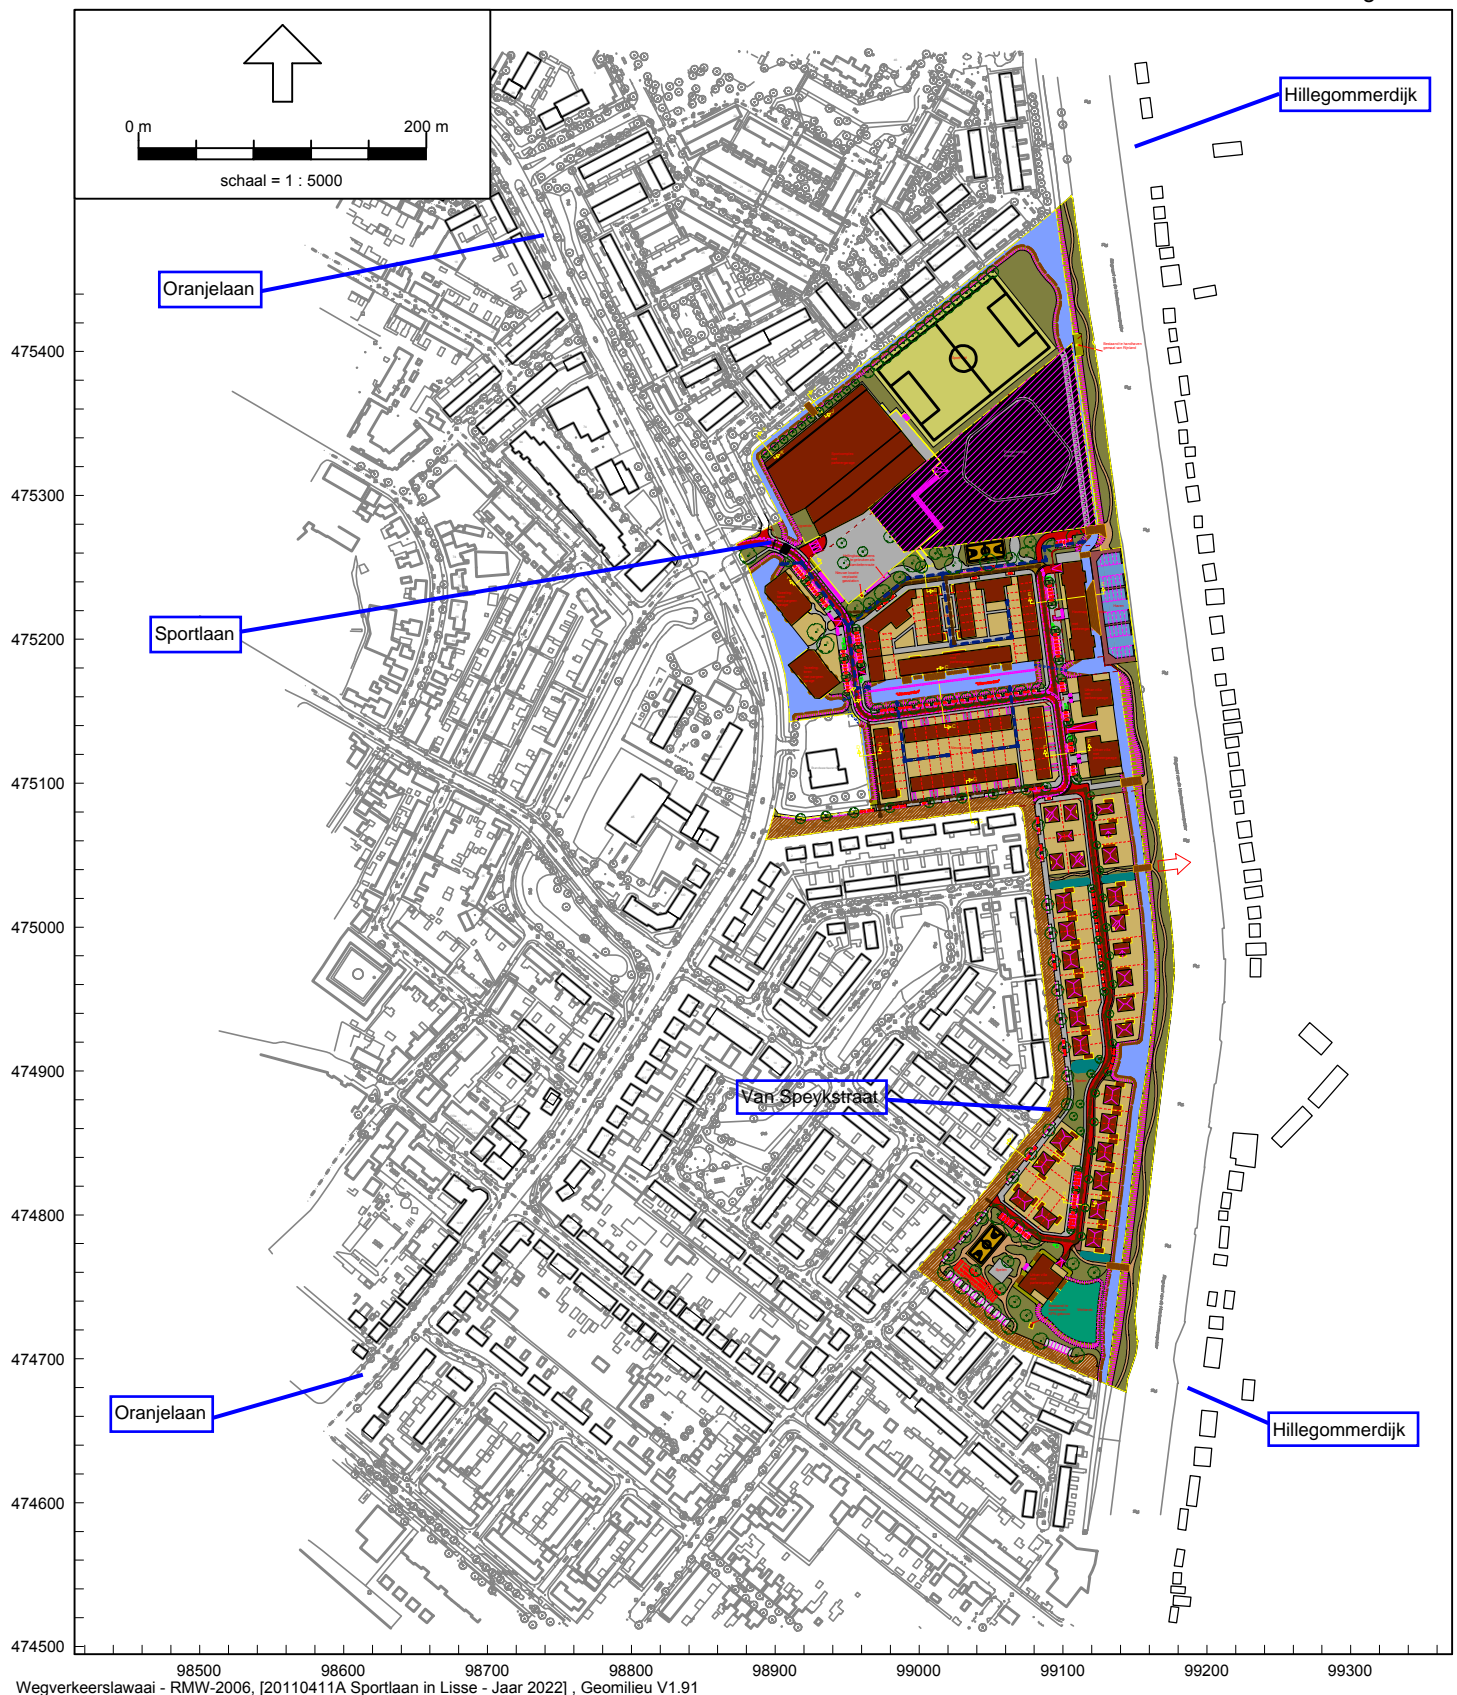 0 m 200 m
schaal = 1 : 5000
Hillegommerdijk
Oranjelaan
Sportlaan
Van Speykstraat
Oranjelaan
Hillegommerdijk
475400
475300
475200
475100
475000
474900
474800
474700
474600
474500
98500 98600 98700 98800 98900 99000 99100 99200 99300
Wegverkeerslawaai - RMW-2006, [20110411A Sportlaan in Lisse - Jaar 2022] , Geomilieu V1.91